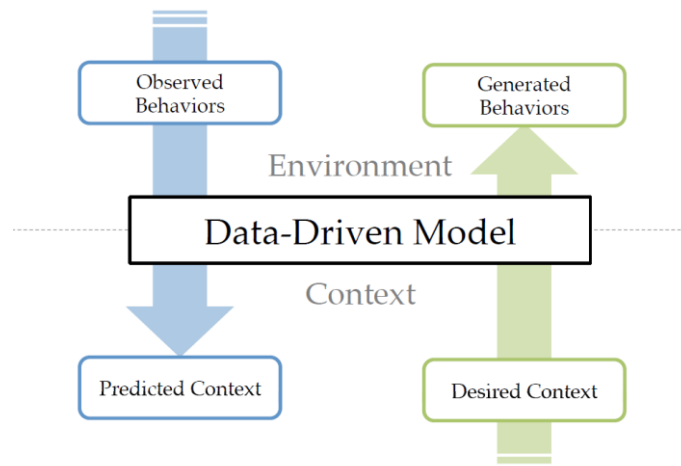 Observed
Behaviors
Generated
Behaviors
Environment
Data-Driven Model
Context
Predicted Context
Desired Context